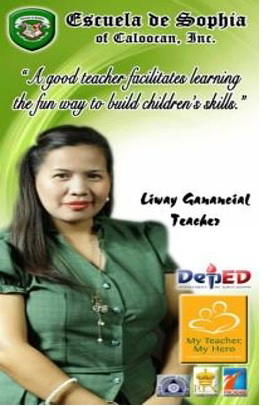 Escuela de Sophia
of Caloocan, Inc.
"A good teacher facilitates learning
the fun way to build children's skills."
Liway Ganancial
Teacher
DepED
My Teacher,
My Hero